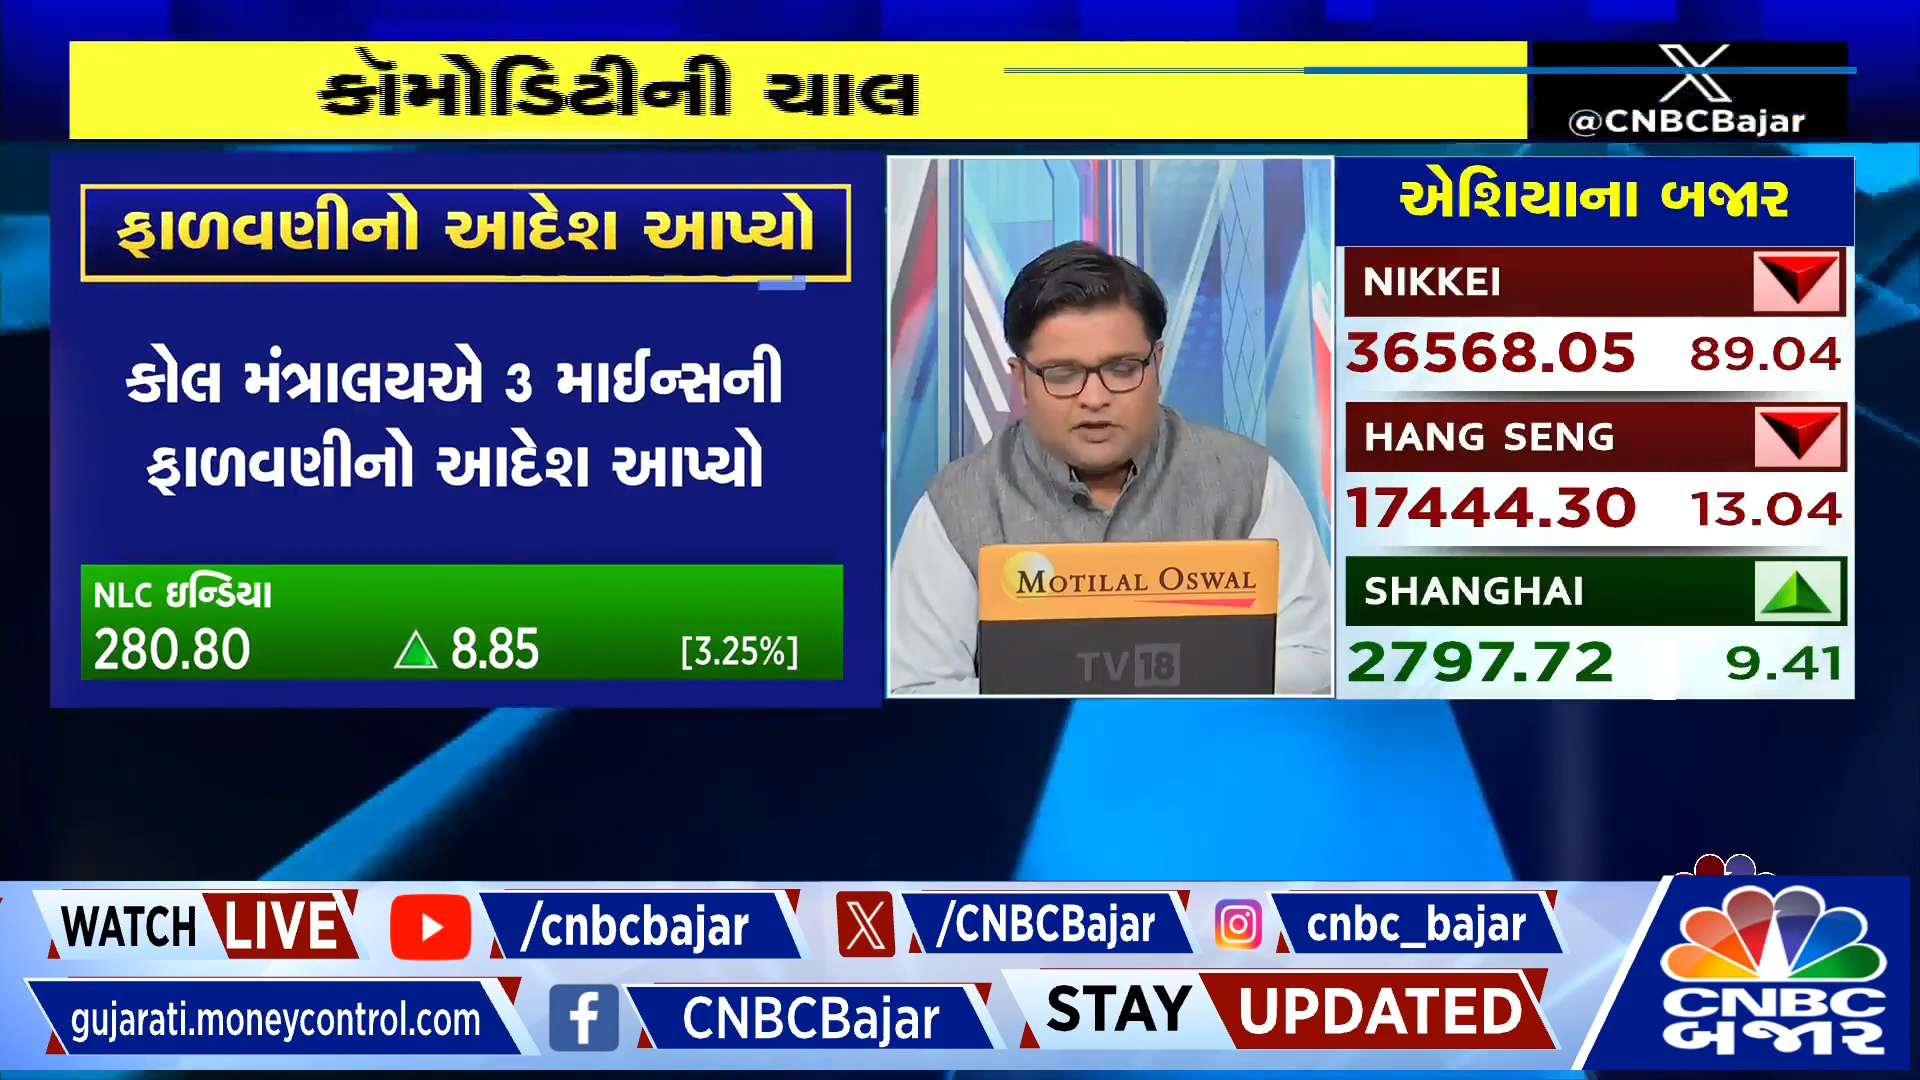 કૉમોડિટીની ચાલ
@CNBCBajar
ફાળવણીનો આદેશ આપ્યો
કોલ મંત્રાલયએ 3 માઈન્સની
ફાળવણીનો આદેશ આપ્યો
NLC ઇન્ડિયા
280.80 8.85 [3.25%]
MOTILAL OSWAL
TV18
એશિયાના બજાર
NIKKEI
36568.05 89.04
HANG SENG
17444.30 13.04
SHANGHAI
2797.72 9.41
WATCH LIVE /cnbcbajar /CNBCBajar cnbc_bajar
gujarati.moneycontrol.com CNBCBajar STAY UPDATED
CNBC
બજાર